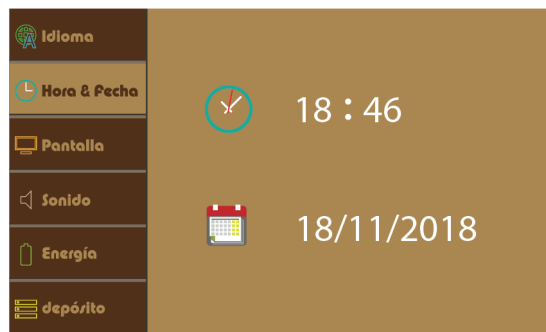 Idioma
Hora & Fecha
Pantalla
Sonido
Energía
depósito
18 : 46
18/11/2018